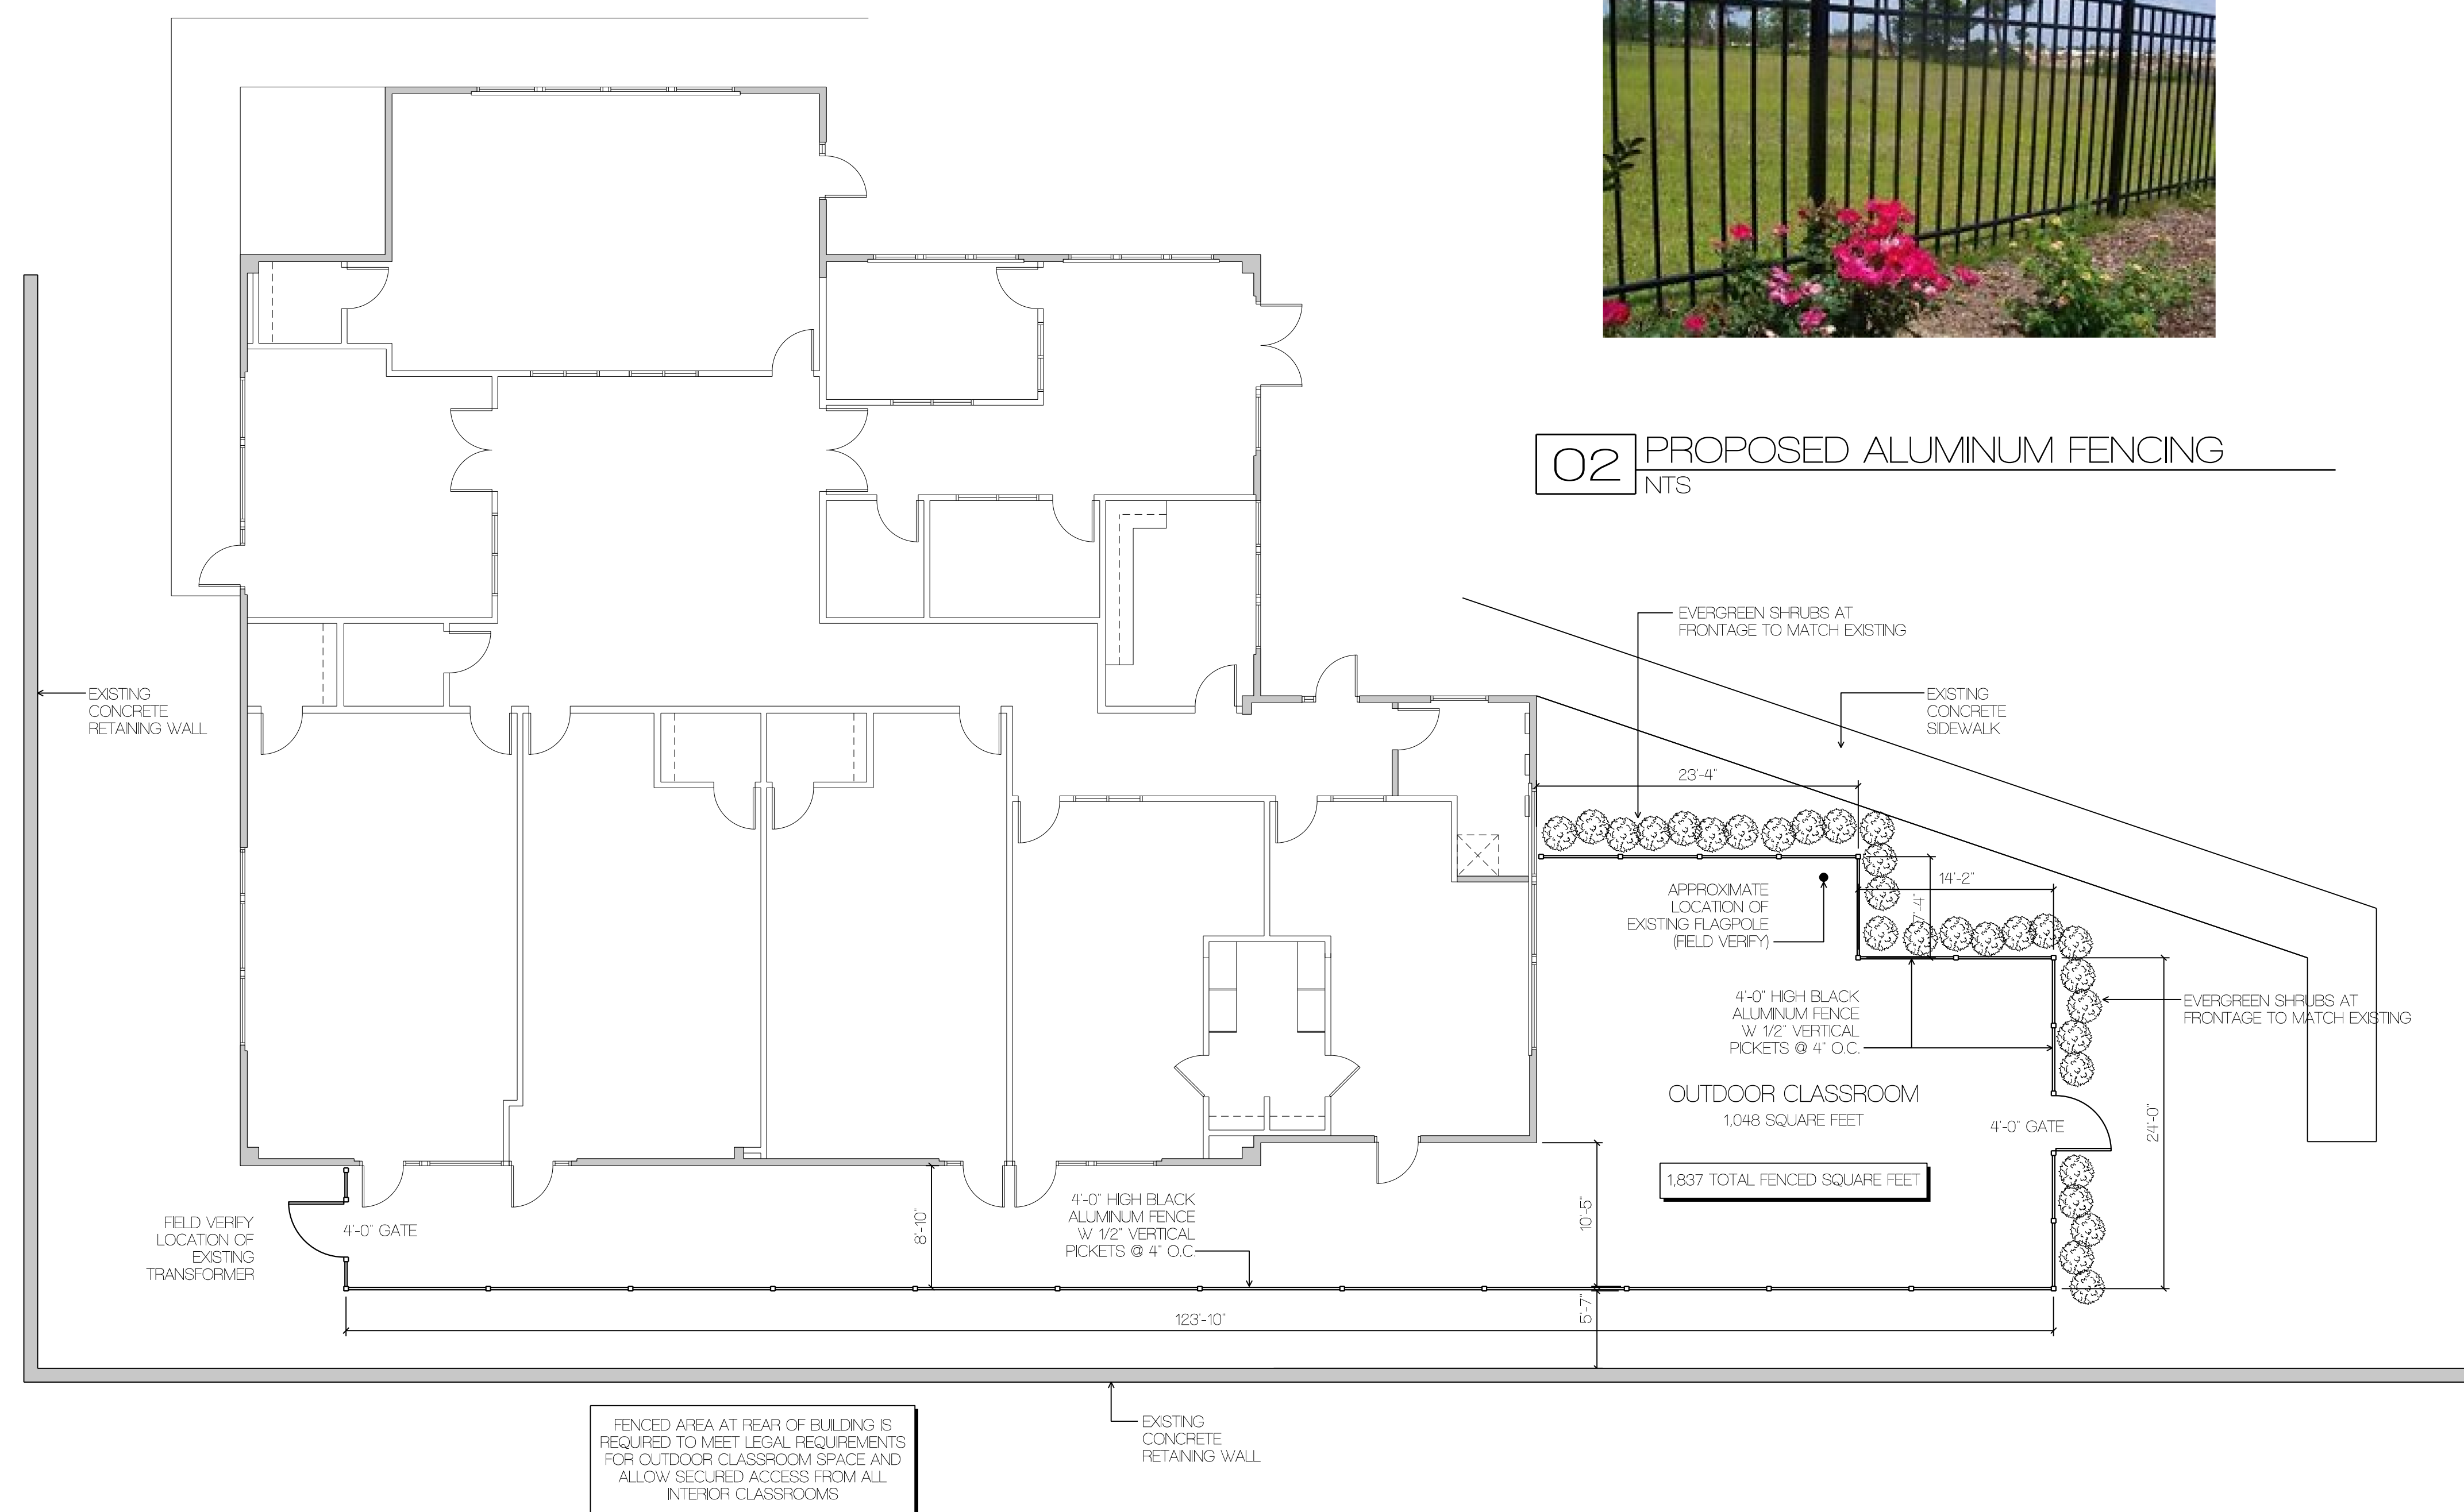 02
PROPOSED ALUMINUM FENCING
NTS
EVERGREEN SHRUBS AT
FRONTAGE TO MATCH EXISTING
EXISTING
CONCRETE
RETAINING WALL
EXISTING
CONCRETE
SIDEWALK
23'-4"
14'-2"
7'-4"
APPROXIMATE
LOCATION OF
EXISTING FLAGPOLE
(FIELD VERIFY)
4'-0" HIGH BLACK
ALUMINUM FENCE
W 1/2" VERTICAL
PICKETS @ 4" O.C.
EVERGREEN SHRUBS AT
FRONTAGE TO MATCH EXISTING
OUTDOOR CLASSROOM
1,048 SQUARE FEET
4'-0" GATE
24'-0"
1,837 TOTAL FENCED SQUARE FEET
FIELD VERIFY
LOCATION OF
EXISTING
TRANSFORMER
4'-0" GATE
8'-10"
4'-0" HIGH BLACK
ALUMINUM FENCE
W 1/2" VERTICAL
PICKETS @ 4" O.C.
10'-5"
5'-7"
123'-10"
FENCED AREA AT REAR OF BUILDING IS
REQUIRED TO MEET LEGAL REQUIREMENTS
FOR OUTDOOR CLASSROOM SPACE AND
ALLOW SECURED ACCESS FROM ALL
INTERIOR CLASSROOMS
EXISTING
CONCRETE
RETAINING WALL